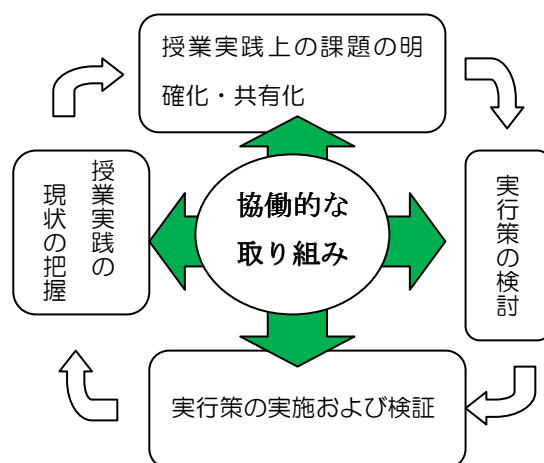 授業実践上の課題の明
確化・共有化
授業実践の
現状の把握
協働的な
取り組み
実行策の検討
実行策の実施および検証